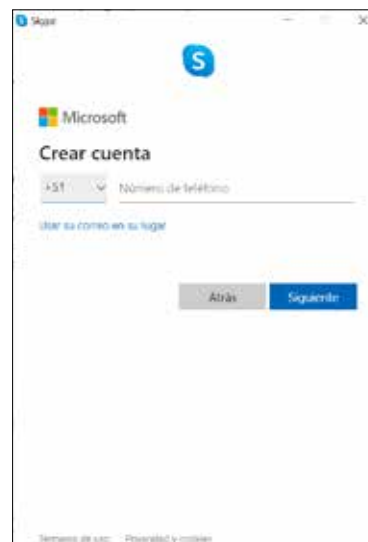 Skype
S
Microsoft
Crear cuenta
+51 Número de teléfono
Usar su correo en su lugar
Atrás Siguiente
Términos de uso Privacidad y cookies